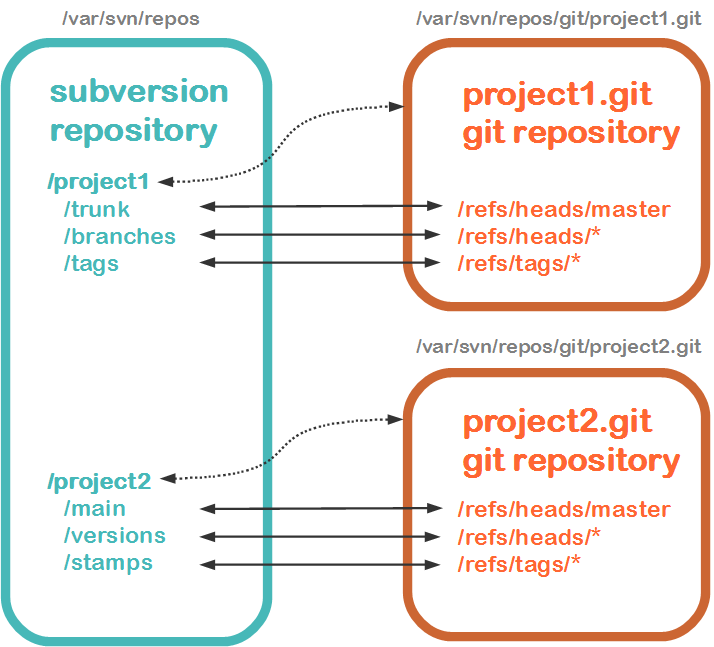 /var/svn/repos
subversion
repository
/project1
/trunk
/branches
/tags
/project2
/main
/versions
/stamps
/var/svn/repos/git/project1.git
project1.git
git repository
/refs/heads/master
/refs/heads/*
/refs/tags/*
/var/svn/repos/git/project2.git
project2.git
git repository
/refs/heads/master
/refs/heads/*
/refs/tags/*